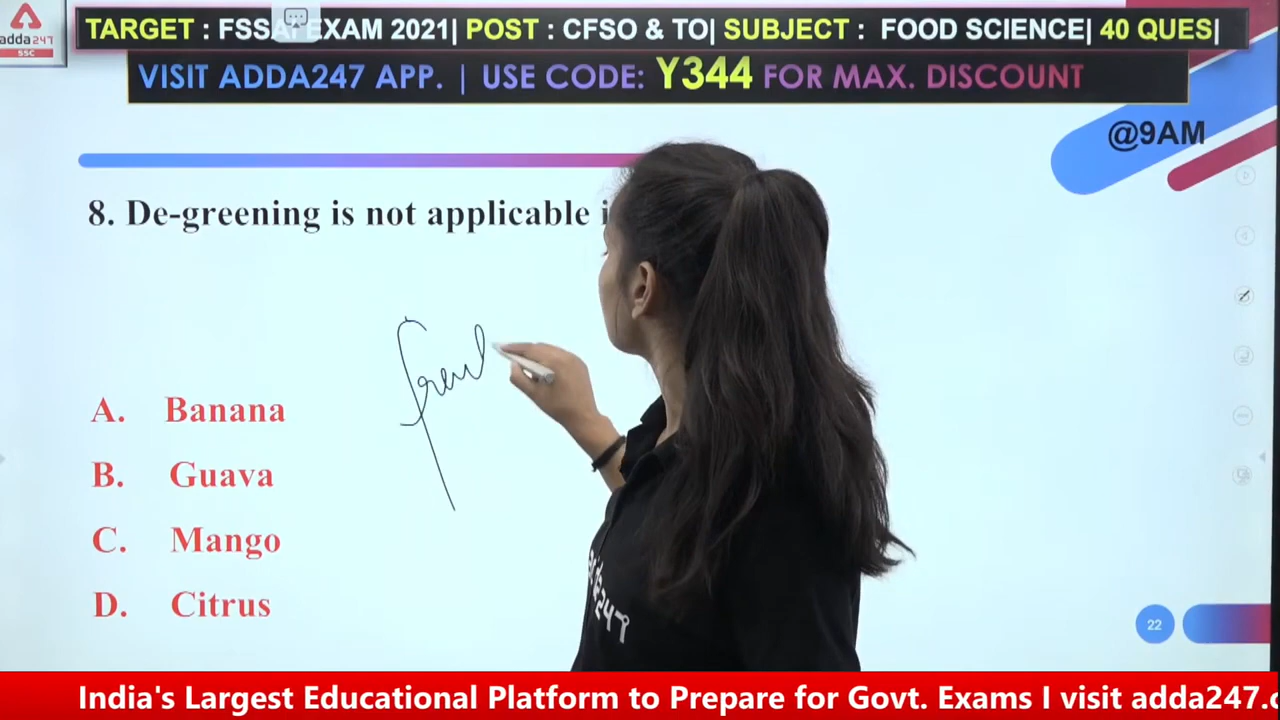 adda247
SSC
TARGET : FSSAI EXAM 2021| POST : CFSO & TO| SUBJECT : FOOD SCIENCE| 40 QUES|
VISIT ADDA247 APP. | USE CODE: Y344 FOR MAX. DISCOUNT
@9AM
8. De-greening is not applicable i
A. Banana
B. Guava
C. Mango
D. Citrus
22
India's Largest Educational Platform to Prepare for Govt. Exams I visit adda247.c